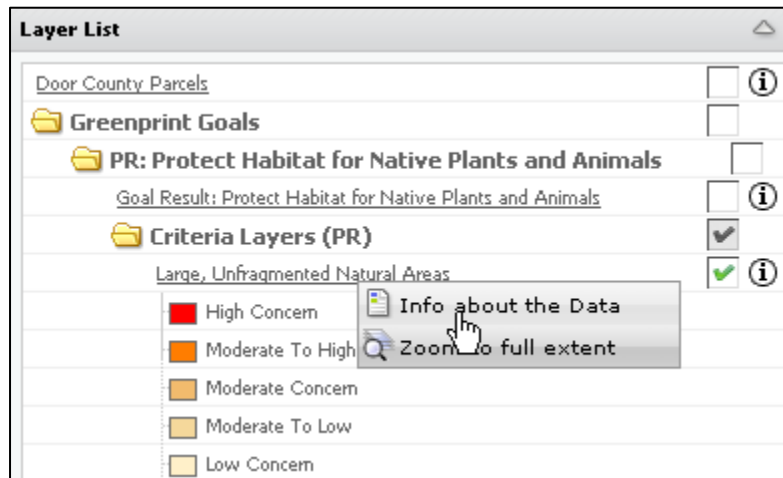 Layer List
Door County Parcels
Greenprint Goals
PR: Protect Habitat for Native Plants and Animals
Goal Result: Protect Habitat for Native Plants and Animals
Criteria Layers (PR)
Large, Unfragmented Natural Areas
Info about the Data
High Concern
Zoom to full extent
Moderate To High
Moderate Concern
Moderate To Low
Low Concern